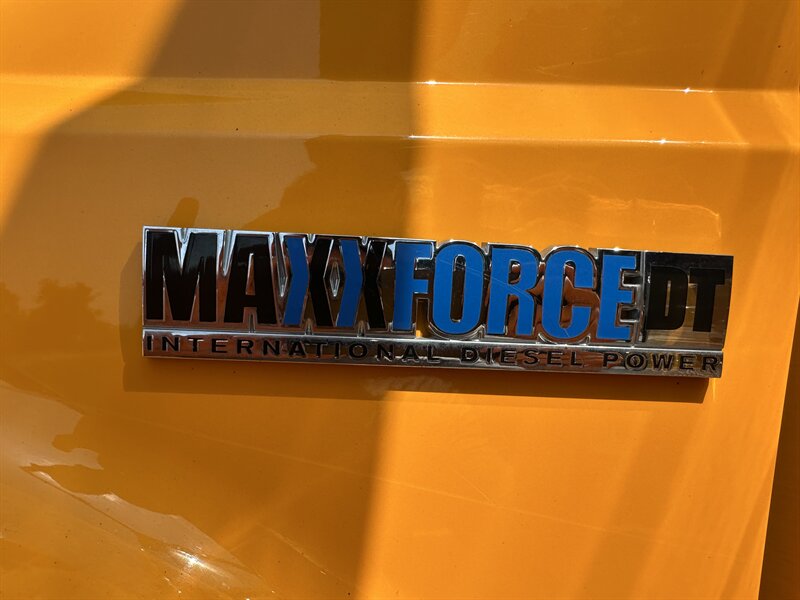 MAXXFORCE DT
INTERNATIONAL DIESEL POWER